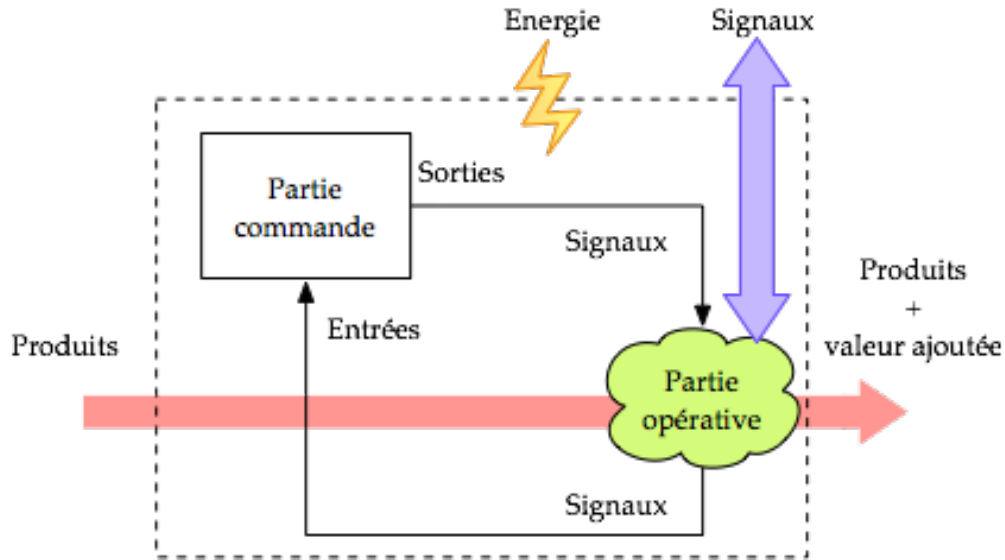 Energie
Signaux
Partie
commande
Sorties
Signaux
Entrées
Produits
Produits
+
valeur ajoutée
Partie
opérative
Signaux